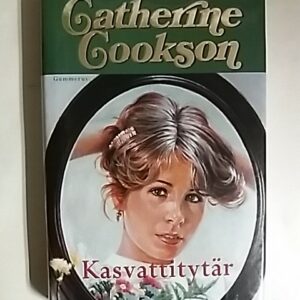 Catherine
Cookson
Gummerus
Kasvattitytär